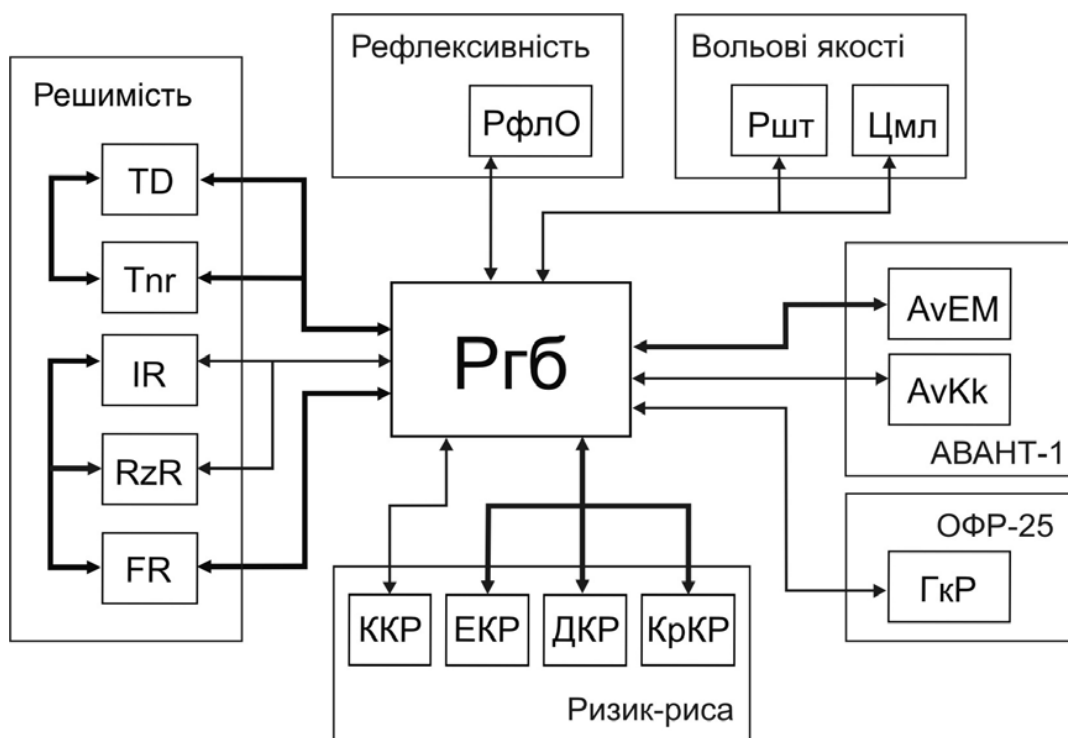 Решимість
TD
Tnr
IR
RzR
FR
Рефлексивність
РфлО
Вольові якості
Ршт
Цмл
Ргб
AvEM
AvKk
АВАНТ-1
ОФР-25
ГкР
ККР
ЕКР
ДКР
КрКР
Ризик-риса